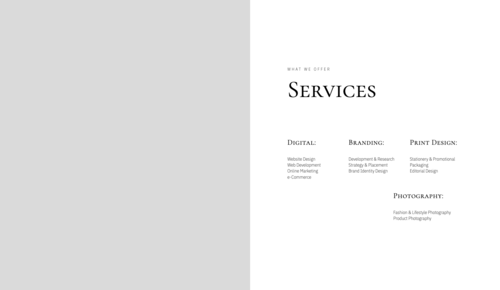 WHAT WE OFFER
SERVICES
DIGITAL:
Website Design
Web Development
Online Marketing
e-Commerce
BRANDING:
Development & Research
Strategy & Placement
Brand Identity Design
PRINT DESIGN:
Stationery & Promotional
Packaging
Editorial Design
PHOTOGRAPHY:
Fashion & Lifestyle Photography
Product Photography